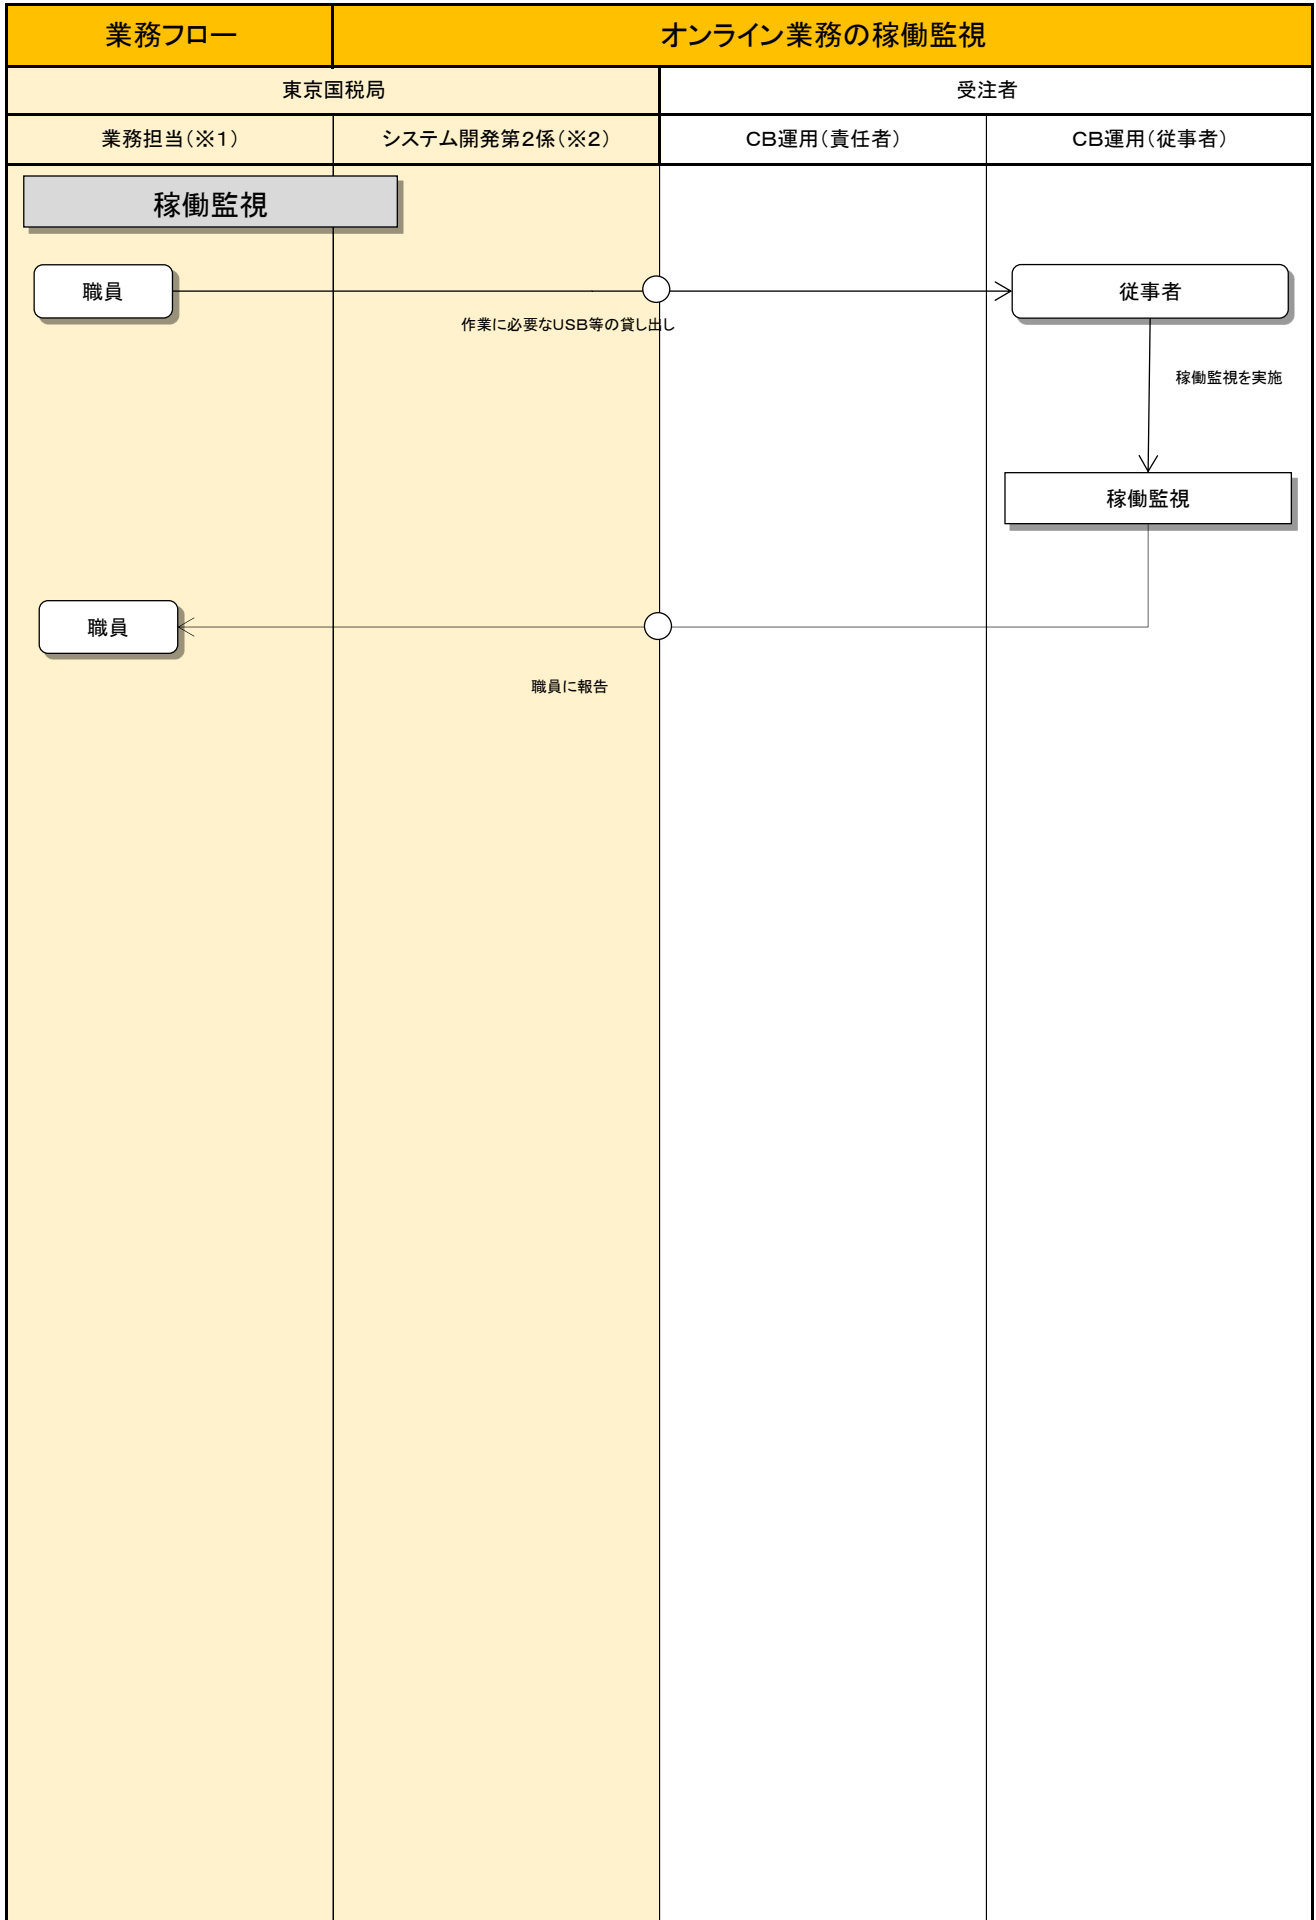 業務フロー
オンライン業務の稼働監視
東京国税局
受注者
業務担当(※1)
システム開発第2係(※2)
CB運用(責任者)
CB運用(従事者)
稼働監視
職員
従事者
作業に必要なUSB等の貸し出し
稼働監視を実施
稼働監視
職員
職員に報告